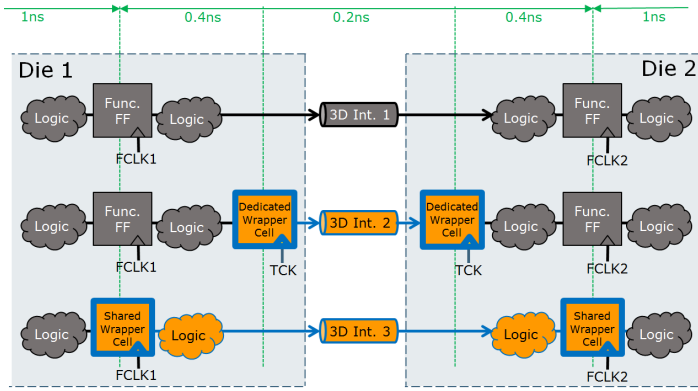 1ns 0.4ns 0.2ns 0.4ns 1ns
Die 1 Die 2
Logic Func. FF Logic 3D Int. 1 Logic Func. FF Logic
FCLK1 FCLK2
Logic Func. FF Logic Dedicated Wrapper Cell 3D Int. 2 Dedicated Wrapper Cell Logic Func. FF Logic
FCLK1 TCK TCK FCLK2
Logic Shared Wrapper Cell Logic 3D Int. 3 Logic Shared Wrapper Cell Logic
FCLK1 FCLK2